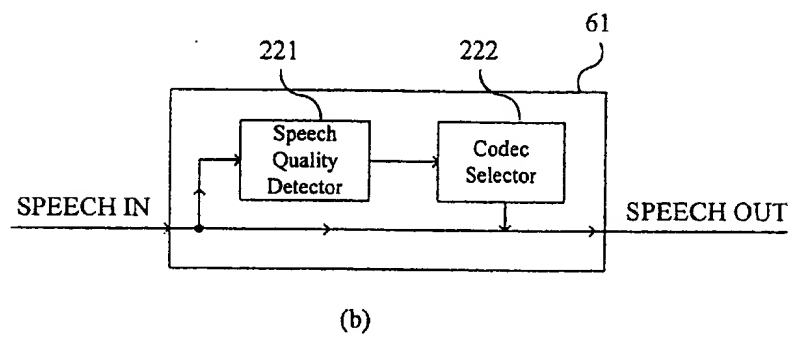 61
221
222
Speech
Quality
Detector
Codec
Selector
SPEECH IN
SPEECH OUT
(b)